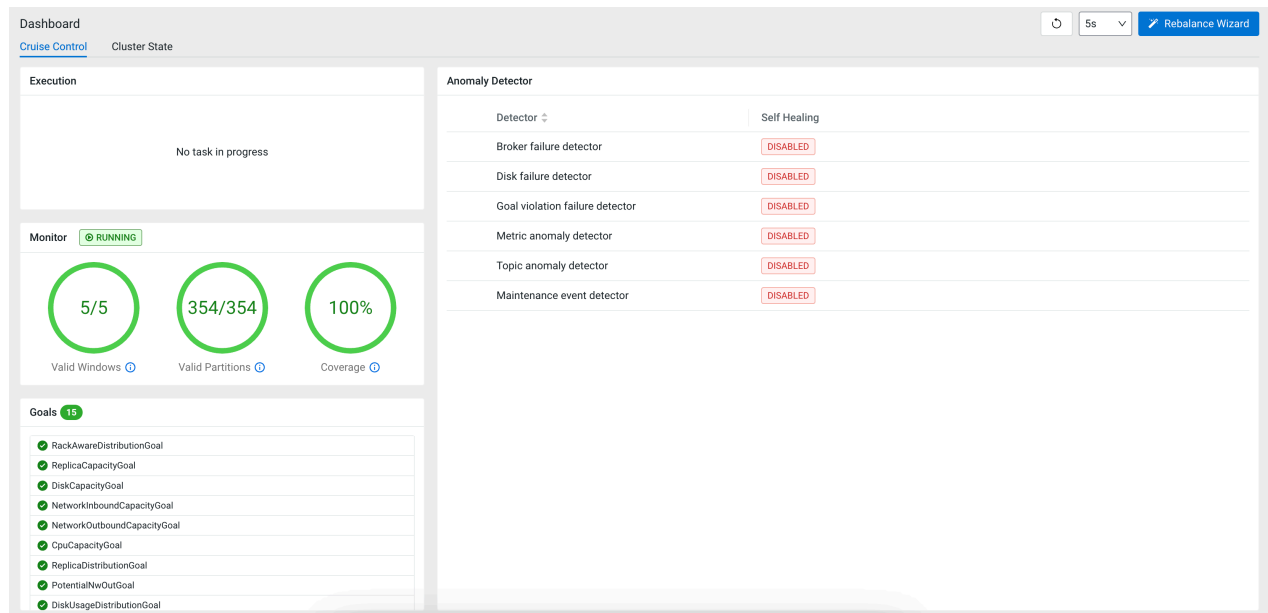 Dashboard
5s
Rebalance Wizard
Cruise Control
Cluster State
Execution
No task in progress
Monitor
RUNNING
5/5
354/354
100%
Valid Windows
Valid Partitions
Coverage
Goals
15
RackAwareDistributionGoal
ReplicaCapacityGoal
DiskCapacityGoal
NetworkInboundCapacityGoal
NetworkOutboundCapacityGoal
CpuCapacityGoal
ReplicaDistributionGoal
PotentialNwOutGoal
DiskUsageDistributionGoal
Anomaly Detector
Detector
Self Healing
Broker failure detector
DISABLED
Disk failure detector
DISABLED
Goal violation failure detector
DISABLED
Metric anomaly detector
DISABLED
Topic anomaly detector
DISABLED
Maintenance event detector
DISABLED